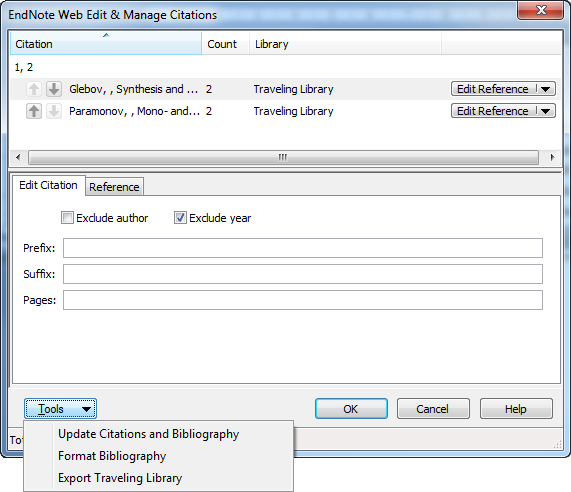 EndNote Web Edit & Manage Citations
Citation Count Library
1, 2
Glebov, , Synthesis and ... 2 Traveling Library Edit Reference
Paramonov, , Mono- and... 2 Traveling Library Edit Reference
Edit Citation Reference
Exclude author Exclude year
Prefix:
Suffix:
Pages:
Tools OK Cancel Help
Update Citations and Bibliography
Format Bibliography
Export Traveling Library